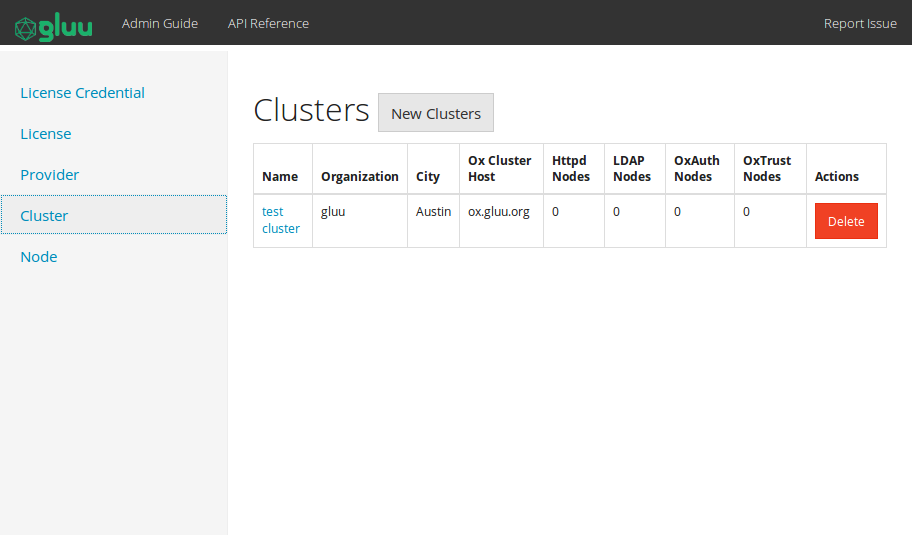 gluu Admin Guide API Reference Report Issue
License Credential
License
Provider
Cluster
Node
Clusters New Clusters
Name Organization City Ox Cluster Host Httpd Nodes LDAP Nodes OxAuth Nodes OxTrust Nodes Actions
test cluster gluu Austin ox.gluu.org 0 0 0 0 Delete